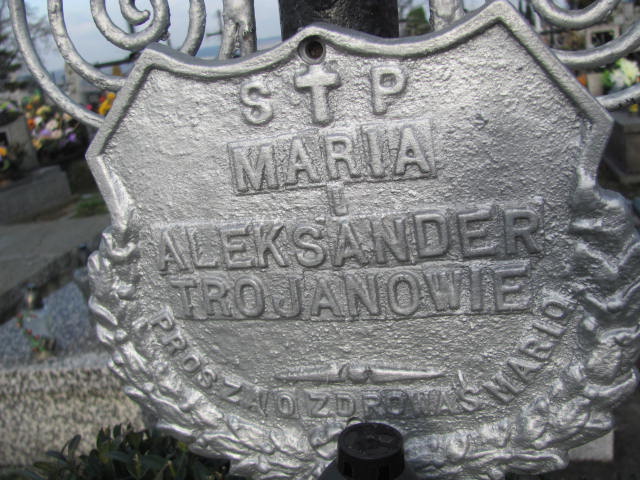 S P
MARIA
I
ALEKSANDER
TROJANOWIE
PROSZĄ O ZDROWAŚ MARIO